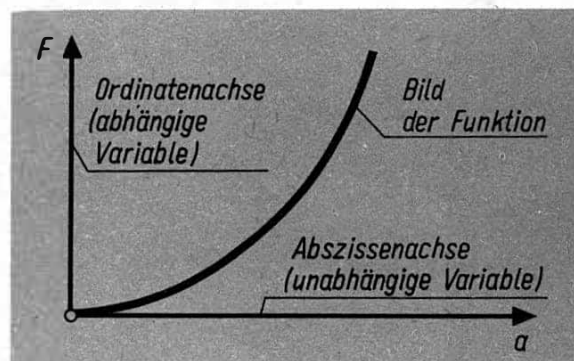 F
Ordinatenachse
(abhängige
Variable)
Bild
der Funktion
Abszissenachse
(unabhängige Variable)
a